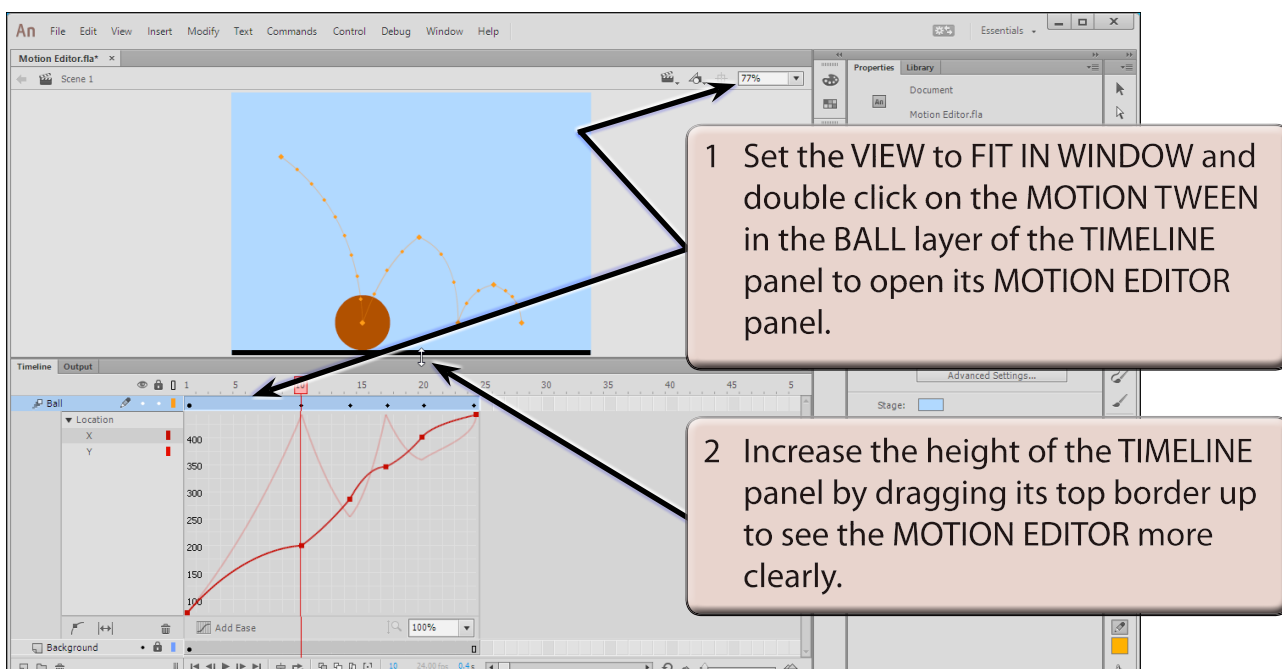 An File Edit View Insert Modify Text Commands Control Debug Window Help Essentials
Motion Editor.fla* ×
Scene 1
77%
Properties Library
Document
An
Motion Editor.fla
1 Set the VIEW to FIT IN WINDOW and
double click on the MOTION TWEEN
in the BALL layer of the TIMELINE
panel to open its MOTION EDITOR
panel.
Timeline Output
1 5 10 15 20 25 30 35 40 45 5
Advanced Settings...
Ball
Stage:
Location
X
Y
400
350
300
250
200
150
100
2 Increase the height of the TIMELINE
panel by dragging its top border up
to see the MOTION EDITOR more
clearly.
Add Ease 100%
Background
10 24.00 fps 0.4 s